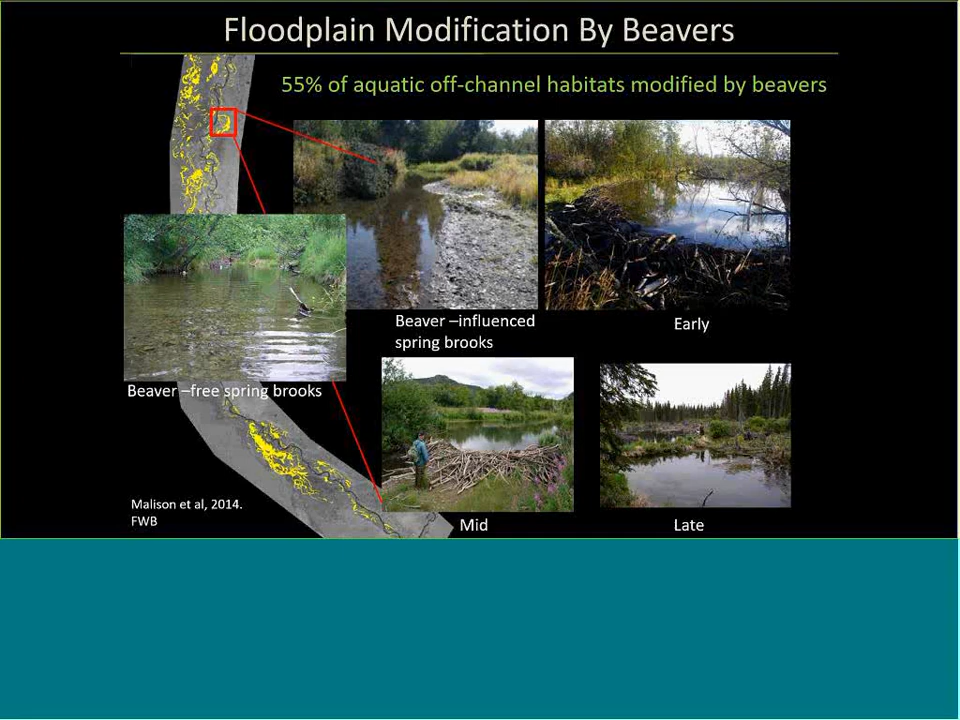 Floodplain Modification By Beavers
55% of aquatic off-channel habitats modified by beavers
Beaver –influenced
spring brooks
Early
Beaver –free spring brooks
Mid
Late
Malison et al, 2014.
FWB